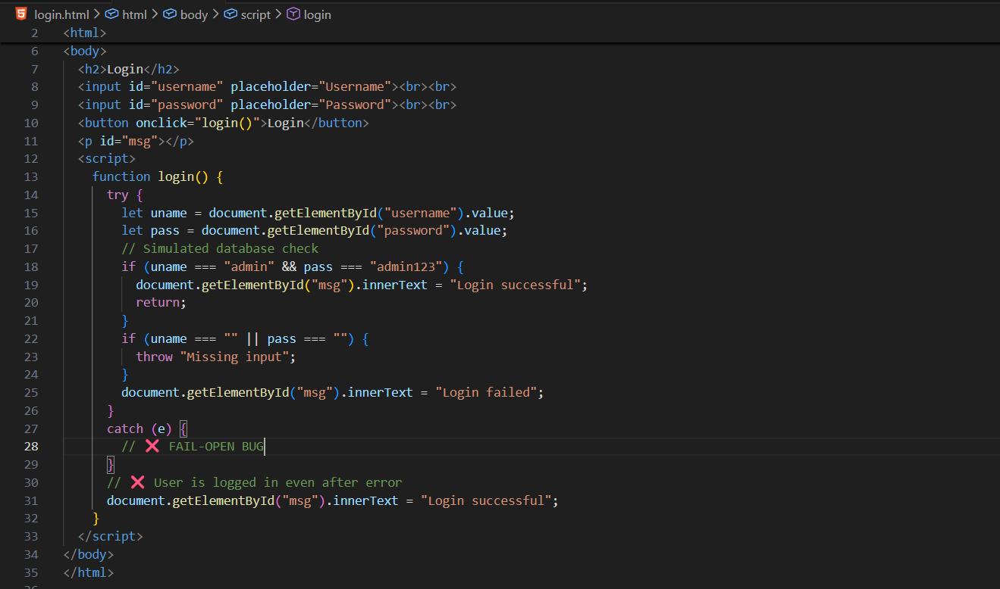 login.html > html > body > script > login
2 <html>
6 <body>
7 <h2>Login</h2>
8 <input id="username" placeholder="Username"><br><br>
9 <input id="password" placeholder="Password"><br><br>
10 <button onclick="login()">Login</button>
11 <p id="msg"></p>
12 <script>
13 function login() {
14 try {
15 let uname = document.getElementById("username").value;
16 let pass = document.getElementById("password").value;
17 // Simulated database check
18 if (uname === "admin" && pass === "admin123") {
19 document.getElementById("msg").innerText = "Login successful";
20 return;
21 }
22 if (uname === "" || pass === "") {
23 throw "Missing input";
24 }
25 document.getElementById("msg").innerText = "Login failed";
26 }
27 catch (e) {
28 // ❌ FAIL-OPEN BUG
29 }
30 // ❌ User is logged in even after error
31 document.getElementById("msg").innerText = "Login successful";
32 }
33 </script>
34 </body>
35 </html>